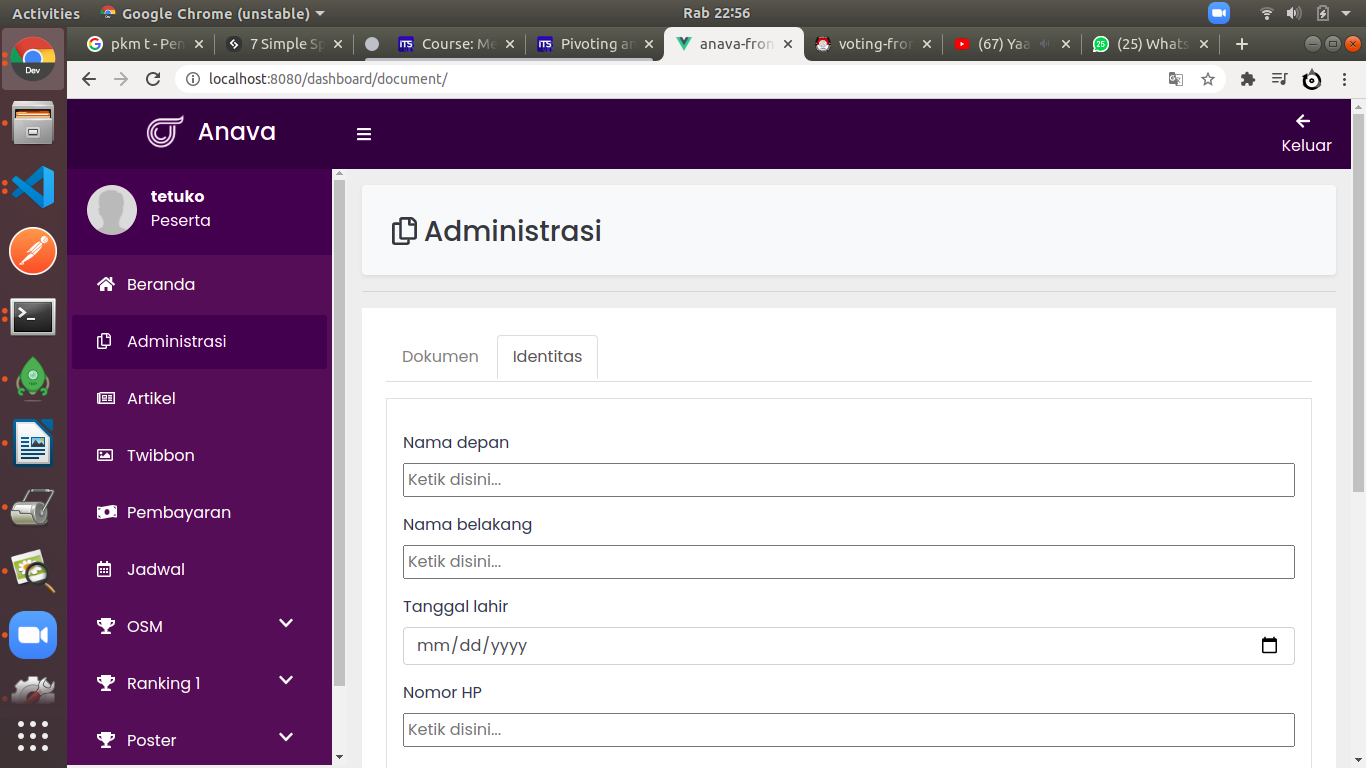 Activities Google Chrome (unstable) Rab 22:56
Dev
pkm t - Pen 7 Simple Sp Course: Me Pivoting an anava-fron voting-fron (67) Yaa (25) Whats
localhost:8080/dashboard/document/
Anava
Keluar
tetuko
Peserta
Beranda
Administrasi
Artikel
Twibbon
Pembayaran
Jadwal
OSM
Ranking 1
Poster
Administrasi
Dokumen Identitas
Nama depan
Ketik disini...
Nama belakang
Ketik disini...
Tanggal lahir
mm/dd/yyyy
Nomor HP
Ketik disini...